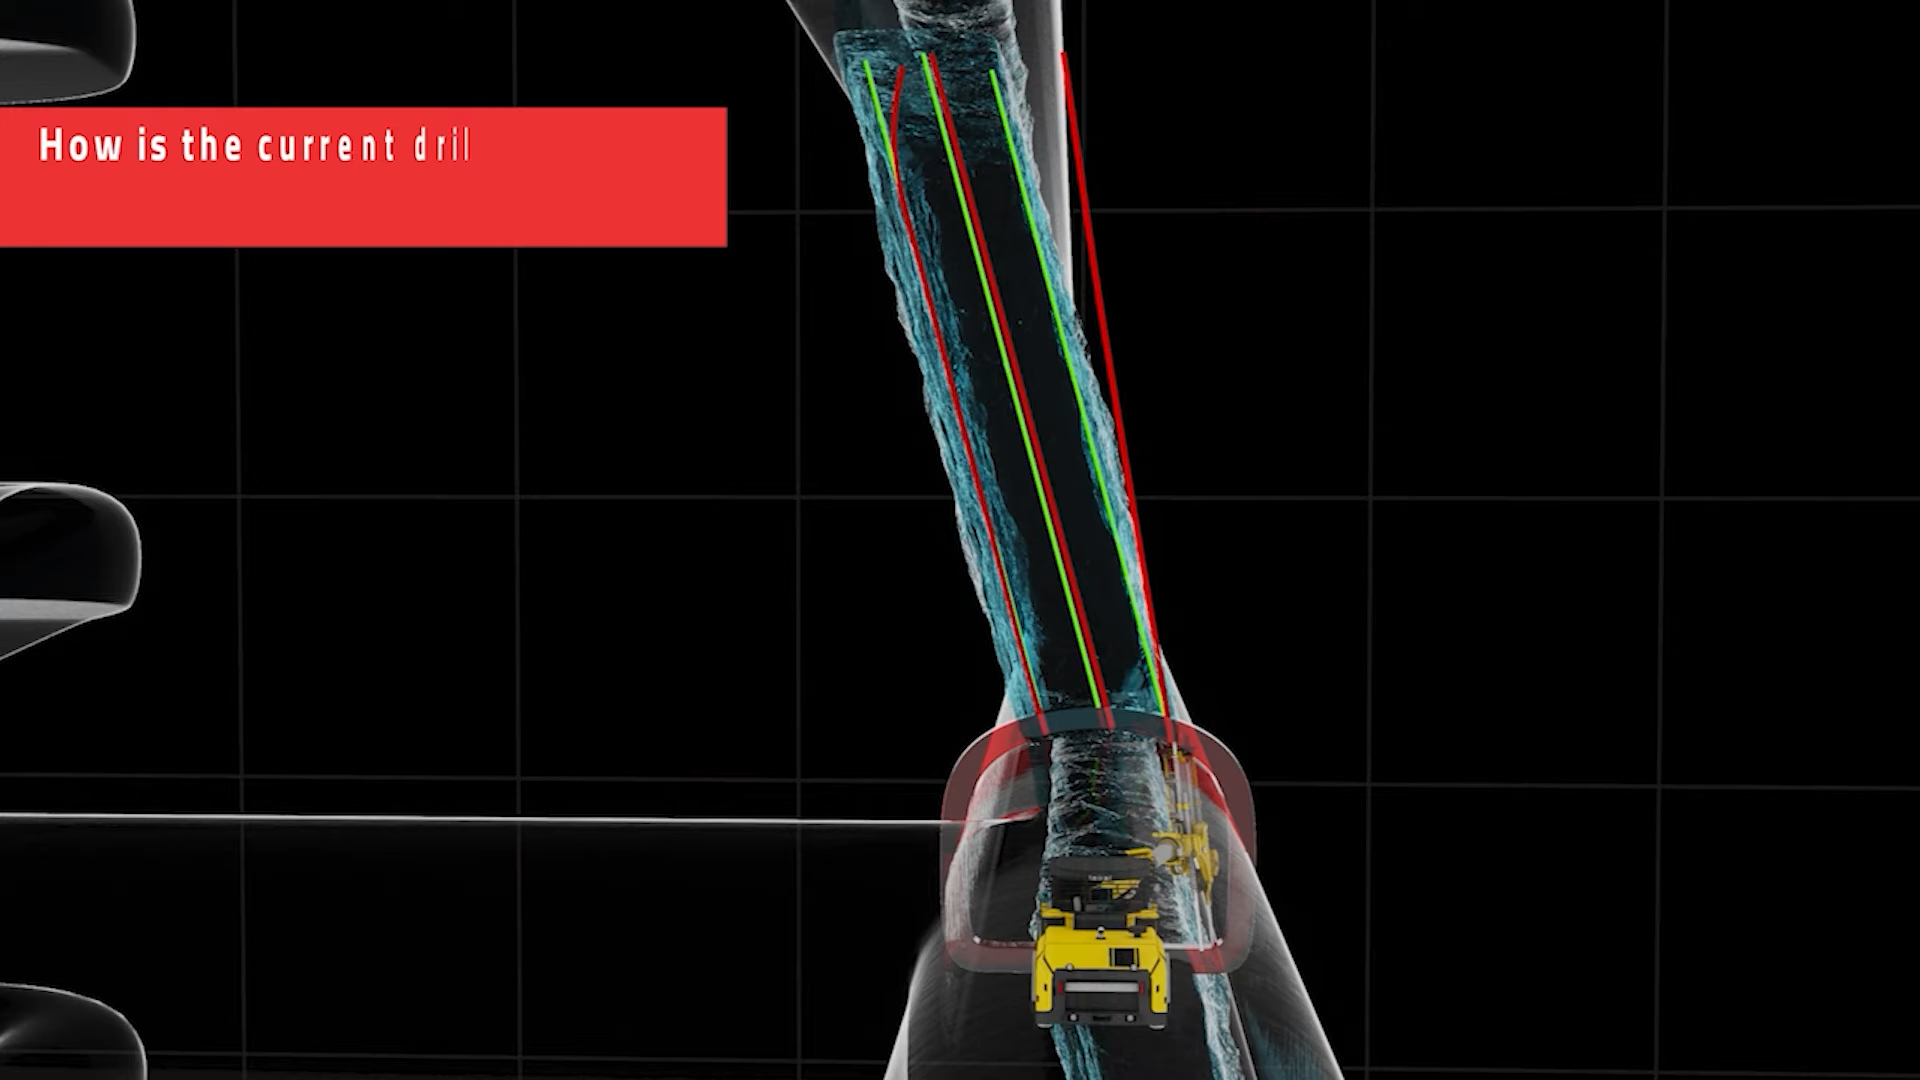 How is the current dril